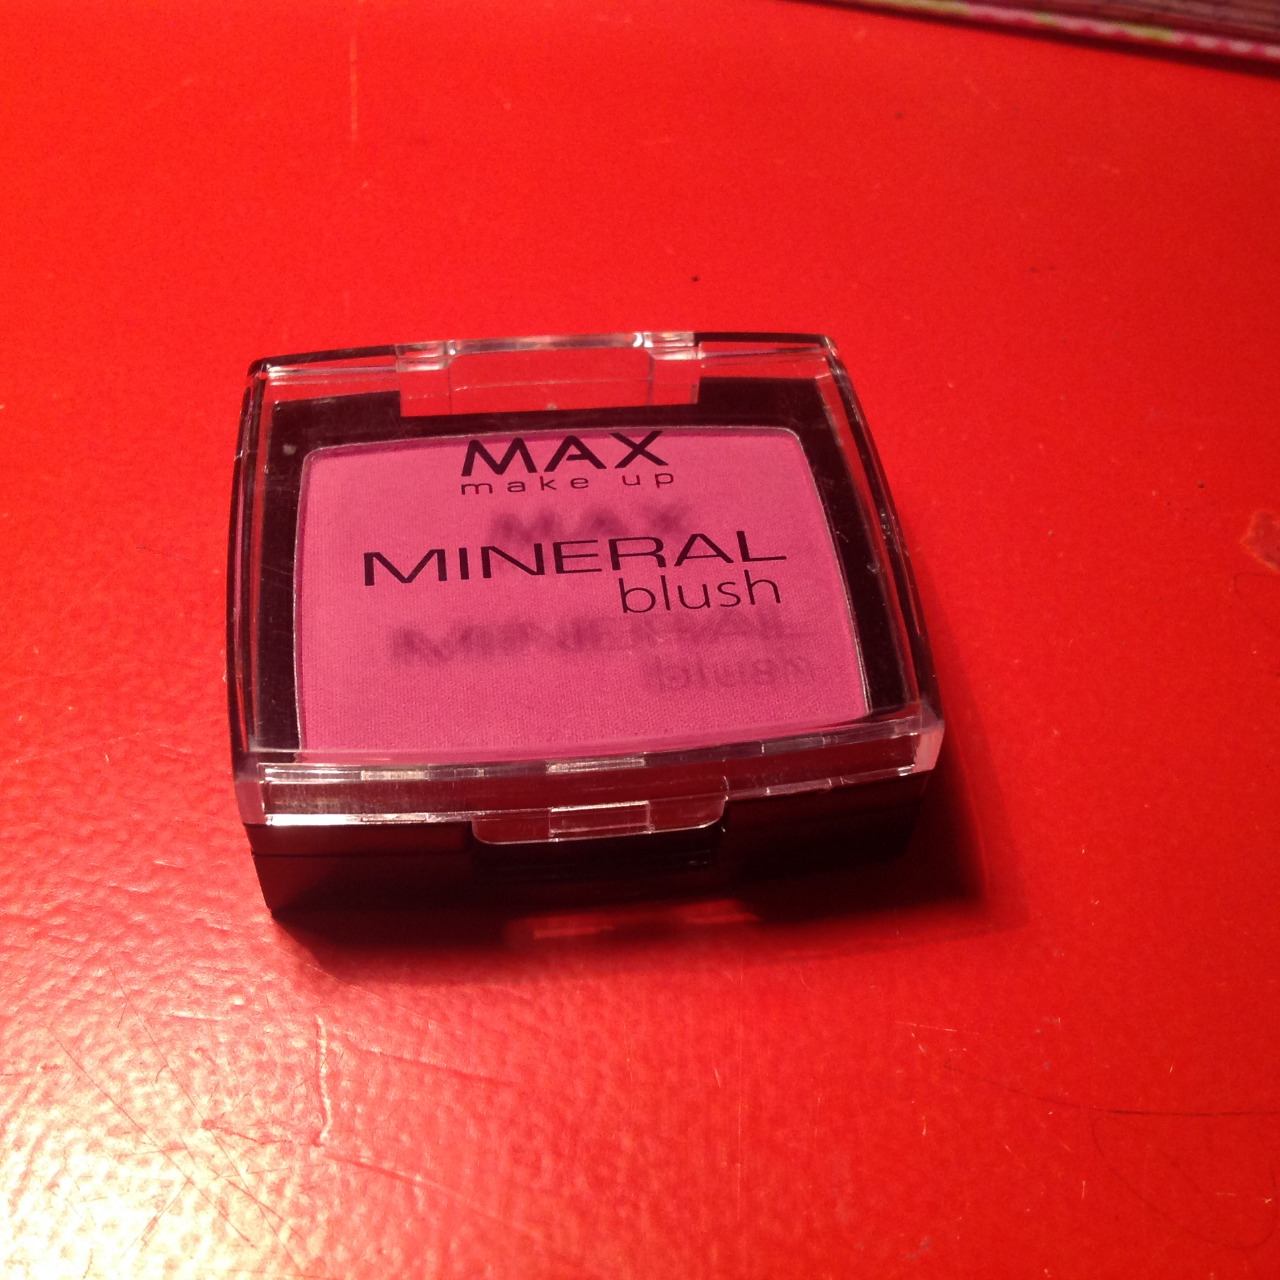 MAX
make up
MINERAL
blush